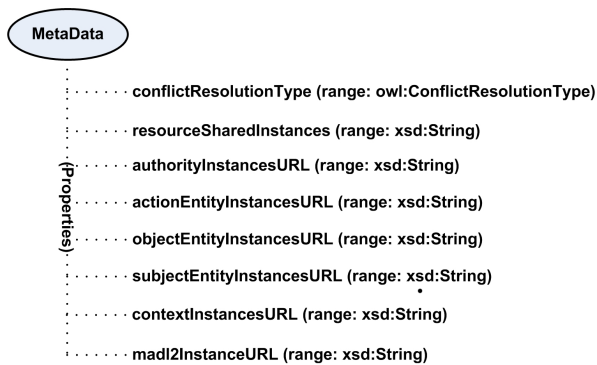 MetaData
conflictResolutionType (range: owl:ConflictResolutionType)
resourceSharedInstances (range: xsd:String)
authorityInstancesURL (range: xsd:String)
(Properties)
actionEntityInstancesURL (range: xsd:String)
objectEntityInstancesURL (range: xsd:String)
subjectEntityInstancesURL (range: xsd:String)
contextInstancesURL (range: xsd:String)
madl2InstanceURL (range: xsd:String)